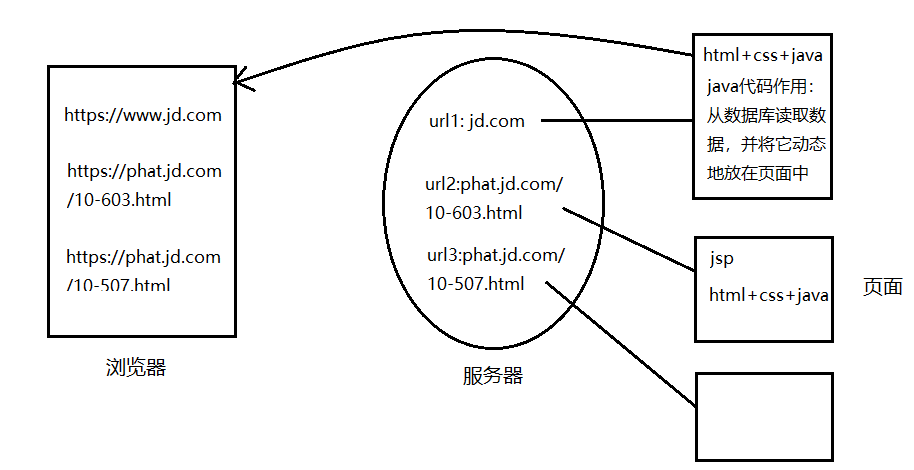 https://www.jd.com
https://phat.jd.com
/10-603.html
https://phat.jd.com
/10-507.html
浏览器
url1: jd.com
url2:phat.jd.com/
10-603.html
url3:phat.jd.com/
10-507.html
服务器
html+css+java
java代码作用：
从数据库读取数
据，并将它动态
地放在页面中
jsp
html+css+java
页面